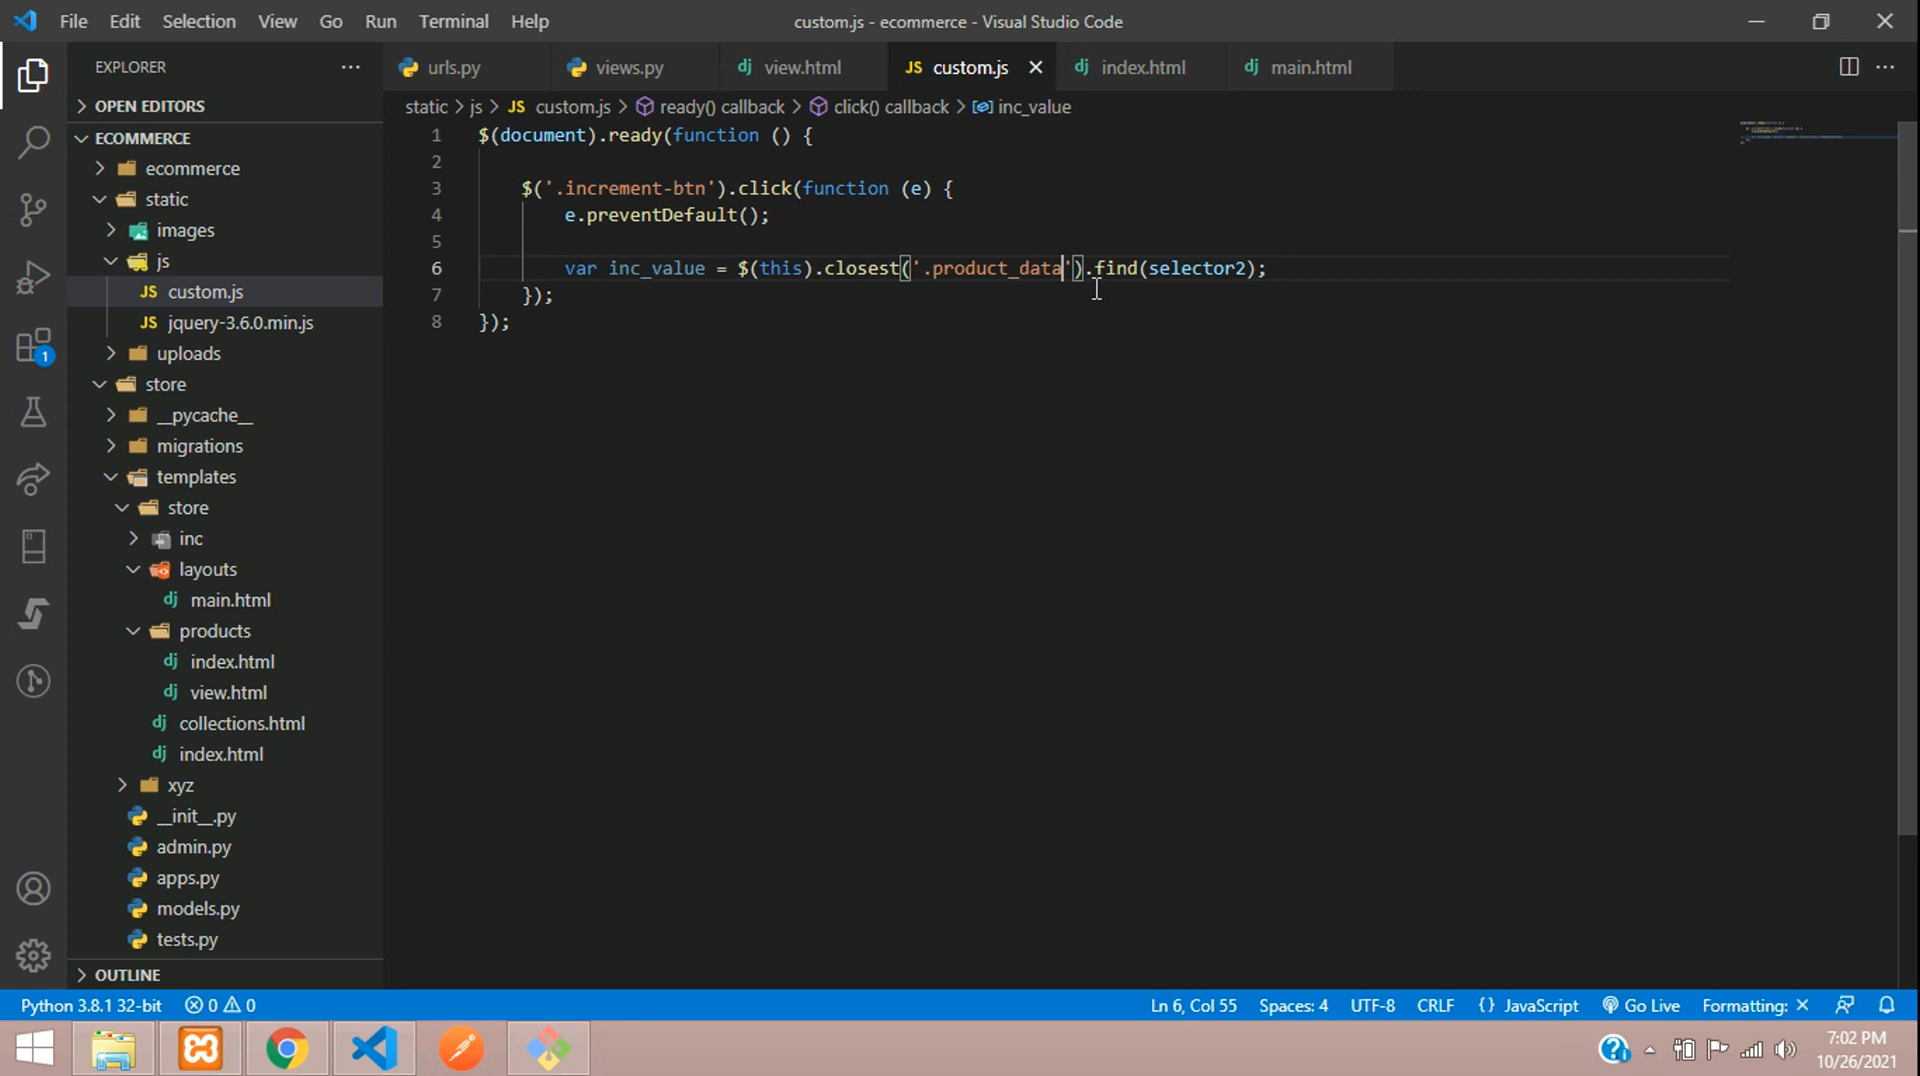 File Edit Selection View Go Run Terminal Help custom.js - ecommerce - Visual Studio Code
EXPLORER
urls.py views.py view.html custom.js index.html main.html
OPEN EDITORS
static > js > JS custom.js > ready() callback > click() callback > inc_value
ECOMMERCE
ecommerce
static
images
js
JS custom.js
JS jquery-3.6.0.min.js
uploads
store
__pycache__
migrations
templates
store
inc
layouts
dj main.html
products
dj index.html
dj view.html
dj collections.html
dj index.html
xyz
__init__.py
admin.py
apps.py
models.py
tests.py
OUTLINE
1 $(document).ready(function () {
2
3 $('.increment-btn').click(function (e) {
4 e.preventDefault();
5
6 var inc_value = $(this).closest('.product_data').find(selector2);
7 });
8 });
1
Python 3.8.1 32-bit 0 0 Ln 6, Col 55 Spaces: 4 UTF-8 CRLF {} JavaScript Go Live Formatting: ×
7:02 PM
10/26/2021